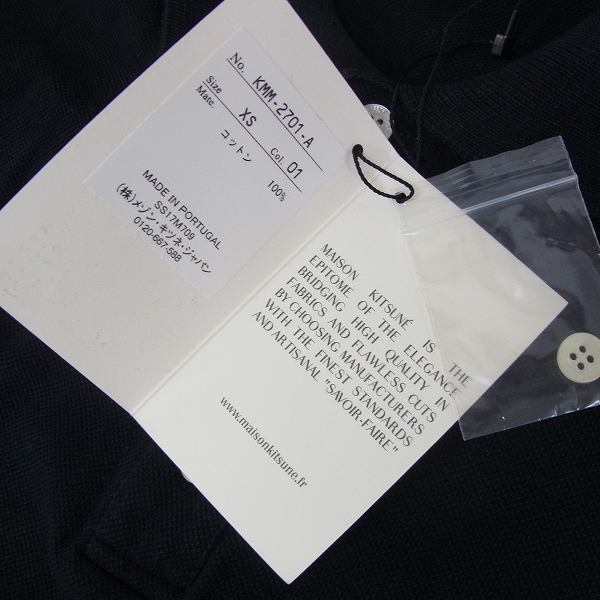 No. KMM-2701-A
Size XS Col. 01
Mate. コットン 100%
MADE IN PORTUGAL
SS17M709
(株)メゾン・キツネ・ジャパン
0120-667-588
MAISON KITSUNÉ IS THE
EPITOME OF THE ELEGANCE
BRIDGING HIGH QUALITY IN
FABRICS AND FLAWLESS CUTS
BY CHOOSING MANUFACTURERS
WITH THE FINEST STANDARDS
AND ARTISANAL "SAVOIR-FAIRE"
www.maisonkitsune.fr